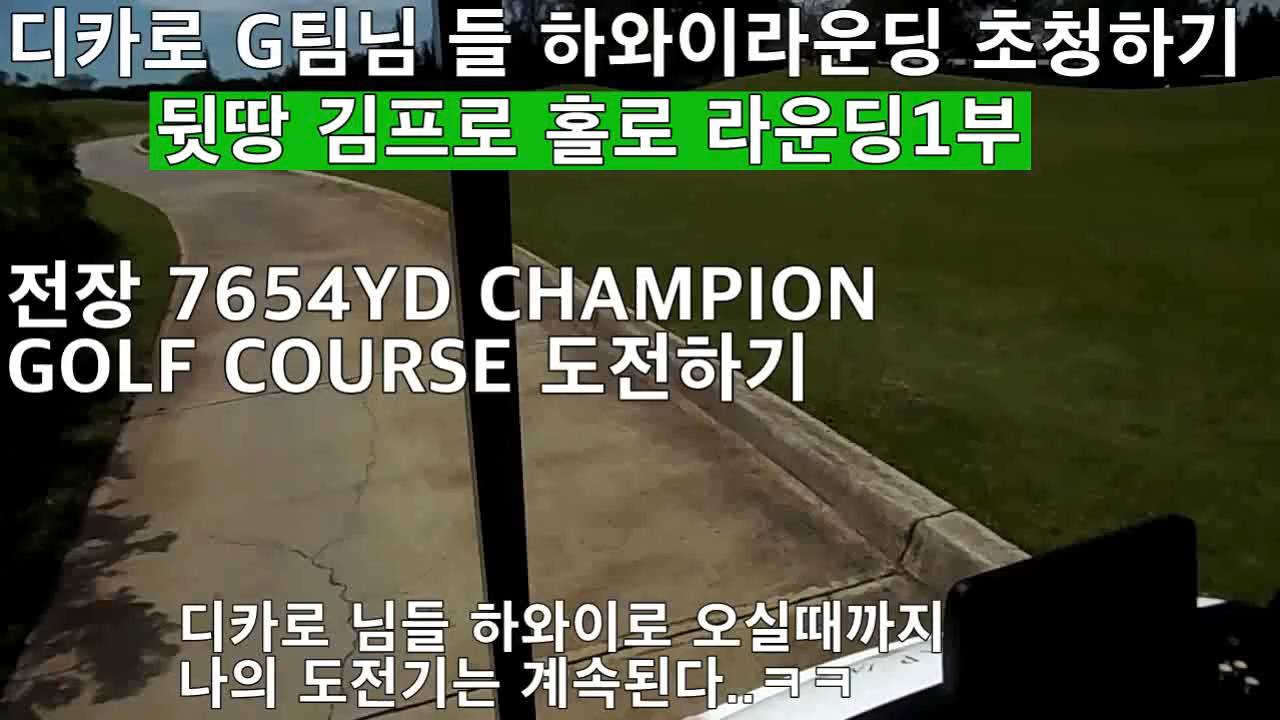 디카로 G팀님 들 하와이라운딩 초청하기
뒷땅 김프로 홀로 라운딩1부
전장 7654YD CHAMPION
GOLF COURSE 도전하기
디카로 님들 하와이로 오실때까지
나의 도전기는 계속된다..ㅋㅋ